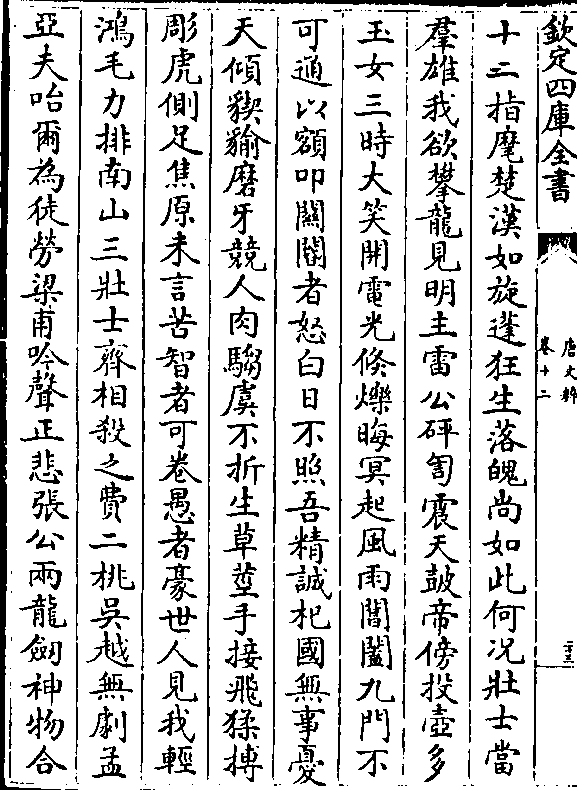 欽定四庫全書
唐文粹
卷十二
二十三
十二指麾楚漢如旋蓬狂生落魄尚如此何况壯士當
羣雄我欲攀龍見明主雷公砰訇震天鼓帝傍投壺多
玉女三時大笑開電光倏爍晦冥起風雨閶闔九門不
可通以額叩關閽者怒白日不照吾精誠杞國無事憂
天傾猰貐磨牙競人肉騶虞不折生草莖手接飛猱搏
彫虎側足焦原未言苦智者可卷愚者豪世人見我輕
鴻毛力排南山三壯士齊相殺之費二桃吳越無劇孟
亞夫咍爾為徒勞梁甫吟聲正悲張公兩龍劒神物合